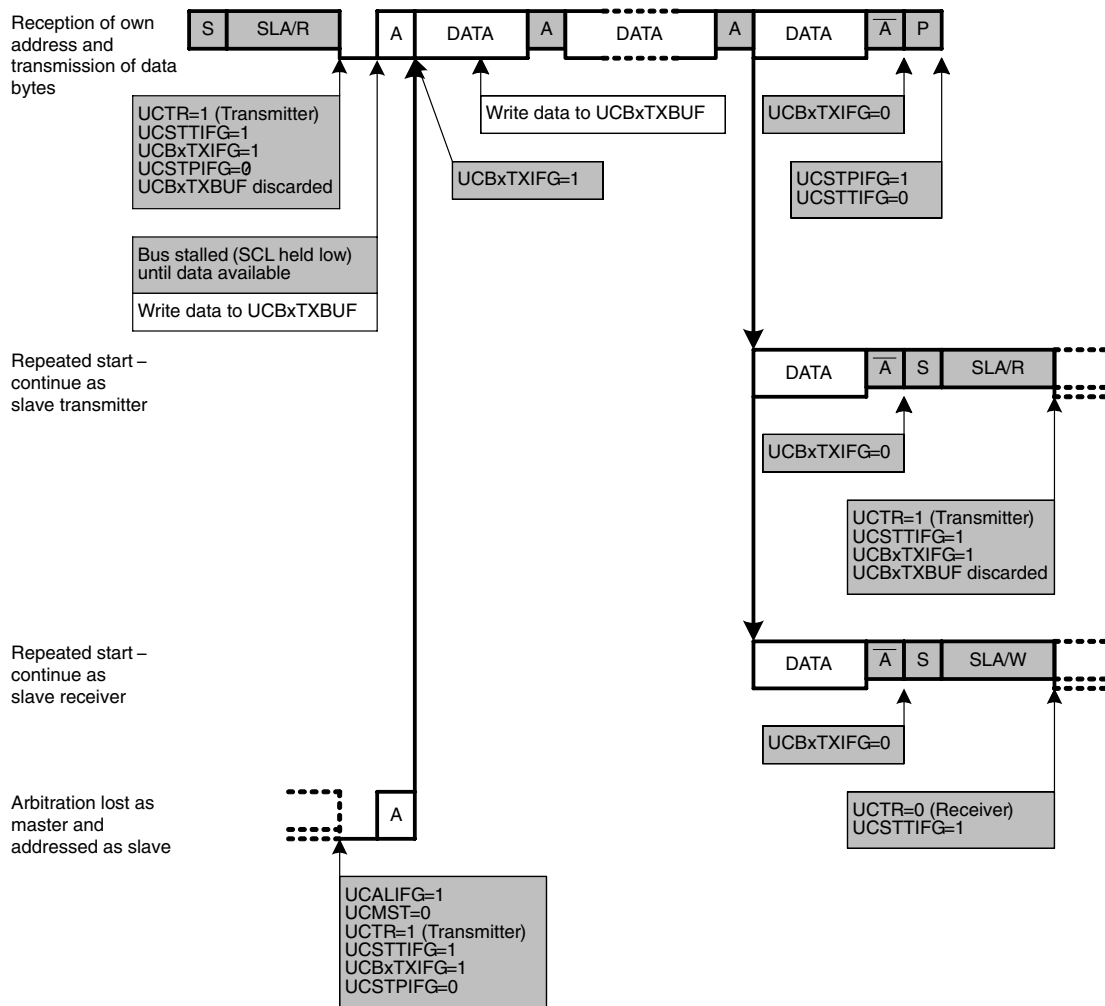 Reception of own
address and
transmission of data
bytes
S SLA/R A DATA A DATA A DATA A P
UCTR=1 (Transmitter)
UCSTTIFG=1
UCBxTXIFG=1
UCSTPIFG=0
UCBxTXBUF discarded
Write data to UCBxTXBUF
UCBxTXIFG=1
UCBxTXIFG=0
UCSTPIFG=1
UCSTTIFG=0
Bus stalled (SCL held low)
until data available
Write data to UCBxTXBUF
Repeated start –
continue as
slave transmitter
DATA A S SLA/R
UCBxTXIFG=0
UCTR=1 (Transmitter)
UCSTTIFG=1
UCBxTXIFG=1
UCBxTXBUF discarded
Repeated start –
continue as
slave receiver
DATA A S SLA/W
UCBxTXIFG=0
UCTR=0 (Receiver)
UCSTTIFG=1
Arbitration lost as
master and
addressed as slave
A
UCALIFG=1
UCMST=0
UCTR=1 (Transmitter)
UCSTTIFG=1
UCBxTXIFG=1
UCSTPIFG=0